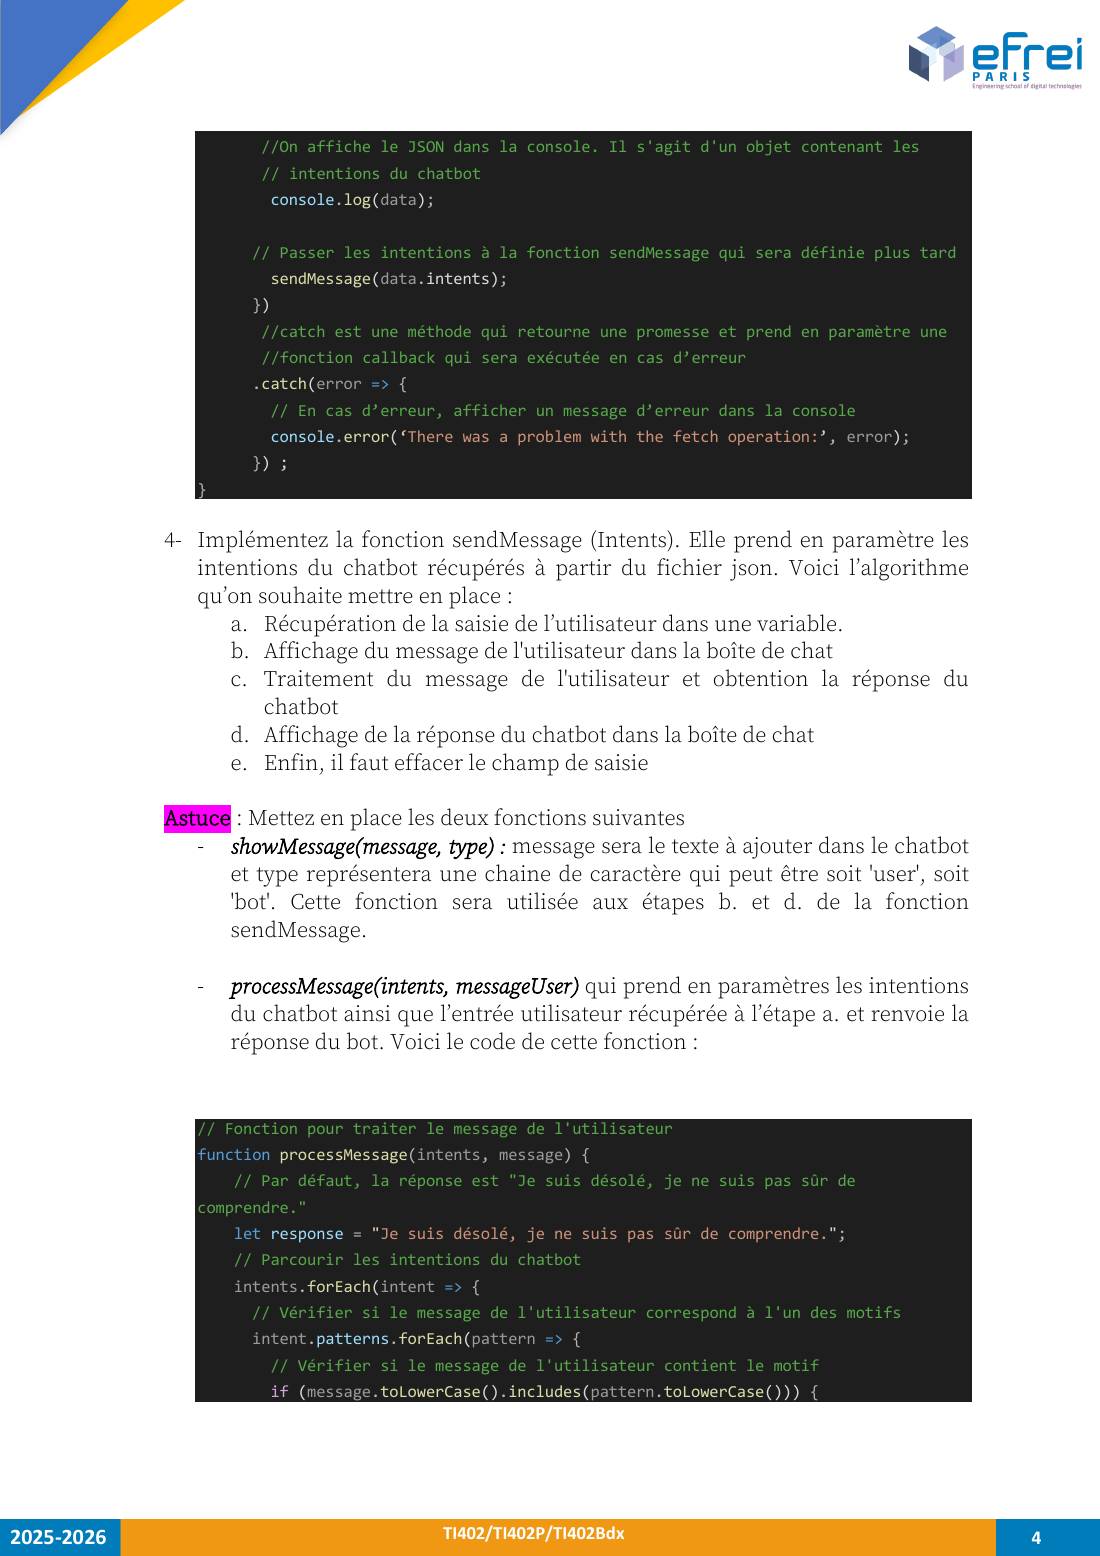 efrei
PARIS
Engineering school of digital technologies
//On affiche le JSON dans la console. Il s'agit d'un objet contenant les
// intentions du chatbot
console.log(data);
// Passer les intentions à la fonction sendMessage qui sera définie plus tard
sendMessage(data.intents);
})
//catch est une méthode qui retourne une promesse et prend en paramètre une
//fonction callback qui sera exécutée en cas d’erreur
.catch(error => {
// En cas d’erreur, afficher un message d’erreur dans la console
console.error(‘There was a problem with the fetch operation:’, error);
}) ;
}
4- Implémentez la fonction sendMessage (Intents). Elle prend en paramètre les
intentions du chatbot récupérés à partir du fichier json. Voici l’algorithme
qu’on souhaite mettre en place :
a. Récupération de la saisie de l’utilisateur dans une variable.
b. Affichage du message de l'utilisateur dans la boîte de chat
c. Traitement du message de l'utilisateur et obtention la réponse du
chatbot
d. Affichage de la réponse du chatbot dans la boîte de chat
e. Enfin, il faut effacer le champ de saisie
Astuce : Mettez en place les deux fonctions suivantes
- showMessage(message, type) : message sera le texte à ajouter dans le chatbot
et type représentera une chaine de caractère qui peut être soit 'user', soit
'bot'. Cette fonction sera utilisée aux étapes b. et d. de la fonction
sendMessage.
- processMessage(intents, messageUser) qui prend en paramètres les intentions
du chatbot ainsi que l’entrée utilisateur récupérée à l’étape a. et renvoie la
réponse du bot. Voici le code de cette fonction :
// Fonction pour traiter le message de l'utilisateur
function processMessage(intents, message) {
// Par défaut, la réponse est "Je suis désolé, je ne suis pas sûr de
comprendre."
let response = "Je suis désolé, je ne suis pas sûr de comprendre.";
// Parcourir les intentions du chatbot
intents.forEach(intent => {
// Vérifier si le message de l'utilisateur correspond à l'un des motifs
intent.patterns.forEach(pattern => {
// Vérifier si le message de l'utilisateur contient le motif
if (message.toLowerCase().includes(pattern.toLowerCase())) {
2025-2026
TI402/TI402P/TI402Bdx
4